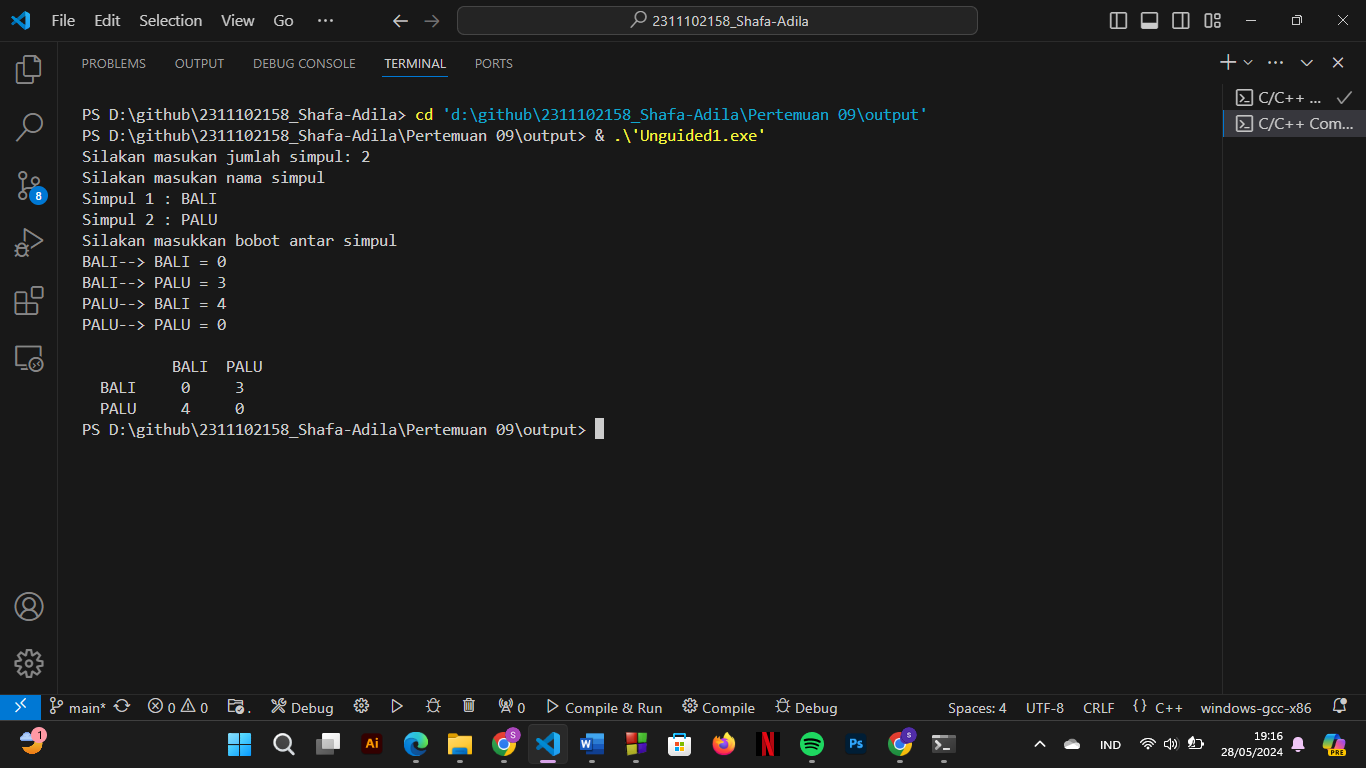 File Edit Selection View Go ··· 2311102158_Shafa-Adila
PROBLEMS OUTPUT DEBUG CONSOLE TERMINAL PORTS
PS D:\github\2311102158_Shafa-Adila> cd 'd:\github\2311102158_Shafa-Adila\Pertemuan 09\output'
PS D:\github\2311102158_Shafa-Adila\Pertemuan 09\output> & .\'Unguided1.exe'
Silakan masukan jumlah simpul: 2
Silakan masukan nama simpul
Simpul 1 : BALI
Simpul 2 : PALU
Silakan masukkan bobot antar simpul
BALI--> BALI = 0
BALI--> PALU = 3
PALU--> BALI = 4
PALU--> PALU = 0
BALI PALU
BALI 0 3
PALU 4 0
PS D:\github\2311102158_Shafa-Adila\Pertemuan 09\output>
C/C++ ...
C/C++ Com...
8
main* 0 0 . Debug 0 Compile & Run Compile Debug Spaces: 4 UTF-8 CRLF {} C++ windows-gcc-x86
1 Ai S W N Ps S IND 19:16
28/05/2024 PRE